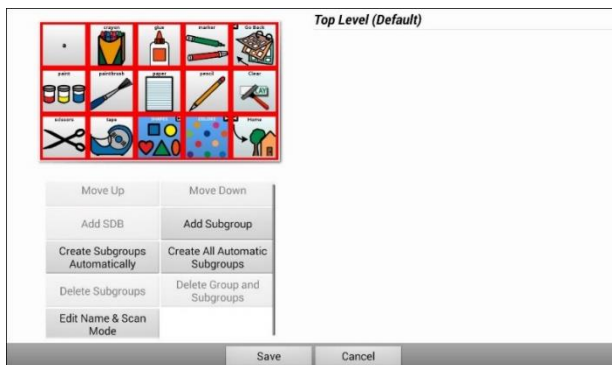 Top Level (Default)
a
crayon
glue
marker
Go Back
paint
paintbrush
paper
pencil
Clear
scissors
tape
Home
Move Up
Move Down
Add SDB
Add Subgroup
Create Subgroups
Automatically
Create All Automatic
Subgroups
Delete Subgroups
Delete Group and
Subgroups
Edit Name & Scan
Mode
Save
Cancel